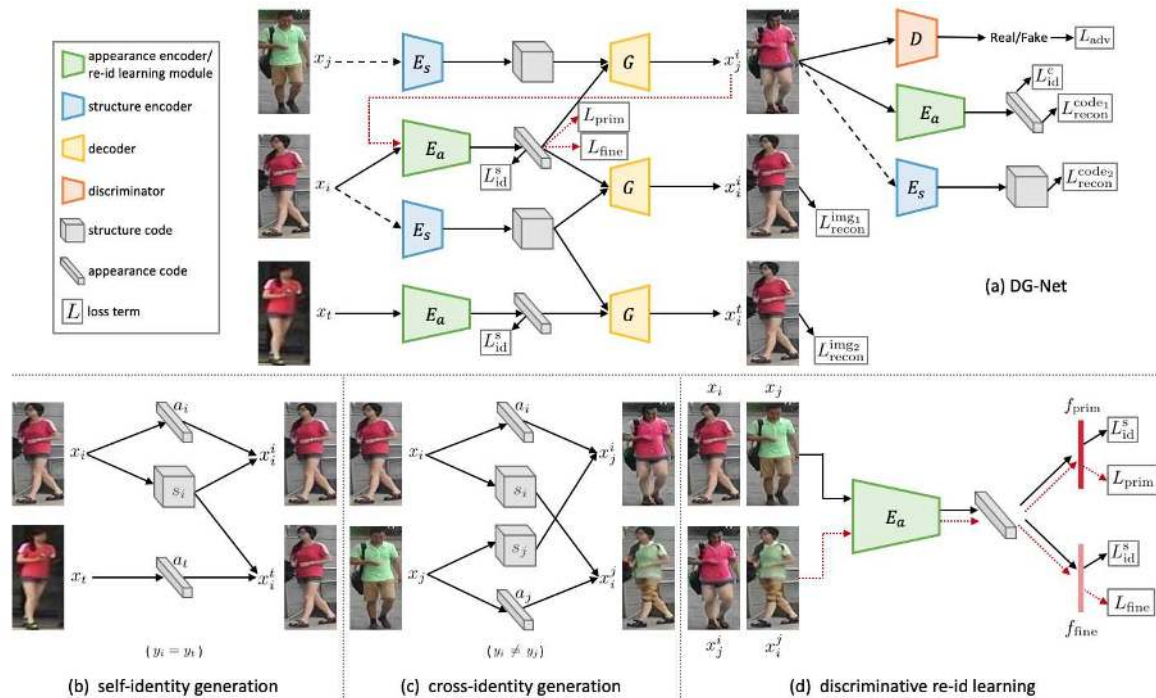 appearance encoder/
re-id learning module
structure encoder
decoder
discriminator
structure code
appearance code
L loss term
x_j
E_s
G
x_j^i
D
Real/Fake
L_adv
L_prim
L_fine
E_a
L_id^s
L_id^c
E_a
L_recon^code1
x_i
G
x_i^i
E_s
L_recon^code2
E_s
L_recon^img1
(a) DG-Net
x_t
E_a
G
x_i^t
L_id^s
L_recon^img2
a_i
x_i
x_i^i
s_i
x_t
a_t
x_i^t
(y_i = y_t)
(b) self-identity generation
a_i
x_i
x_j^i
s_i
s_j
x_j
x_i^j
a_j
(y_i ≠ y_j)
(c) cross-identity generation
x_i x_j
f_prim
L_id^s
L_prim
E_a
L_id^s
L_fine
f_fine
x_j^i x_i^j
(d) discriminative re-id learning